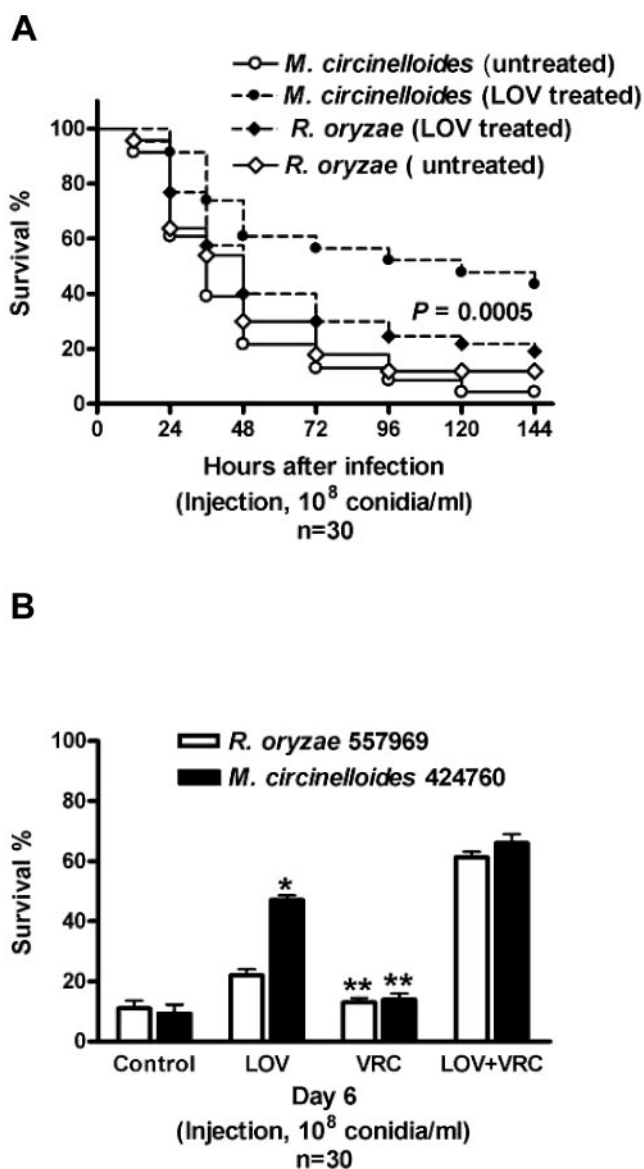 A
M. circinelloides (untreated)
M. circinelloides (LOV treated)
R. oryzae (LOV treated)
R. oryzae ( untreated)
100
80
60
40
20
0
Survival %
P = 0.0005
0 24 48 72 96 120 144
Hours after infection
(Injection, 10⁸ conidia/ml)
n=30
B
R. oryzae 557969
M. circinelloides 424760
100
80
60
40
20
0
Survival %
*
** **
Control LOV VRC LOV+VRC
Day 6
(Injection, 10⁸ conidia/ml)
n=30